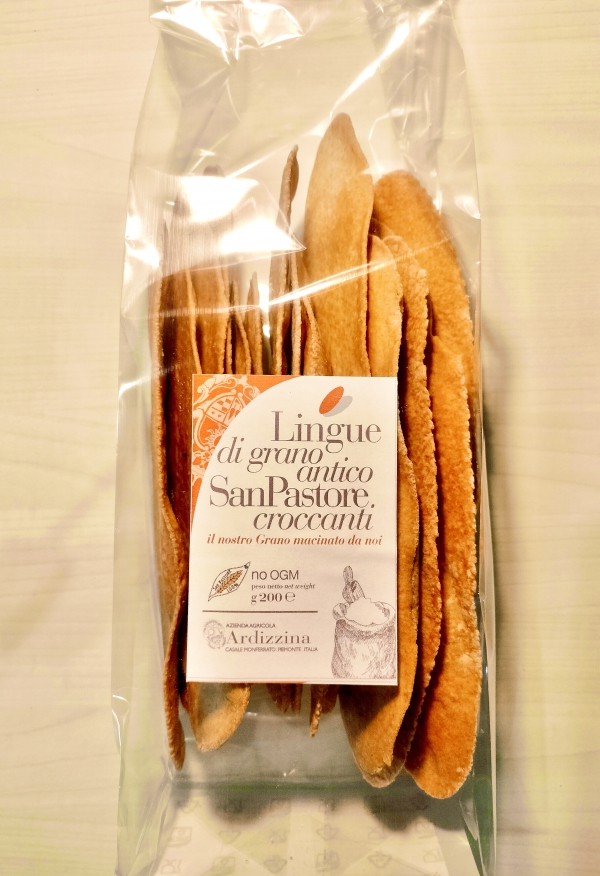 Lingue
di grano
antico
SanPastore
croccanti
il nostro Grano macinato da noi
no OGM
peso netto net weight
g 200 e
AZIENDA AGRICOLA
Ardizzina
CASALE MONFERRATO, PIEMONTE ITALIA